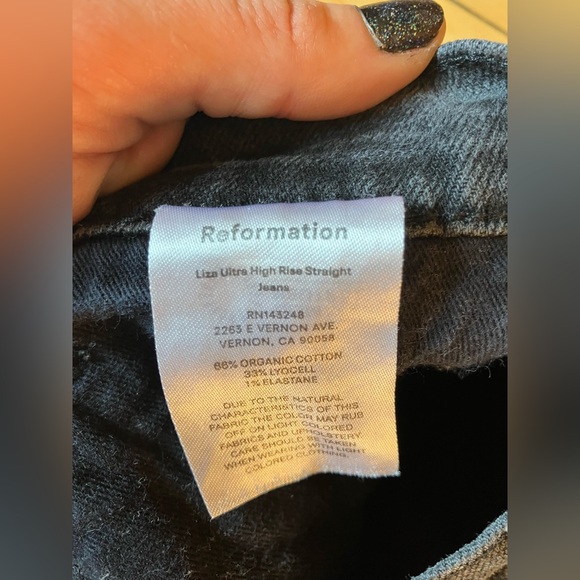 Reformation
Liza Ultra High Rise Straight
Jeans
RN143248
2263 E VERNON AVE.
VERNON, CA 90058
66% ORGANIC COTTON
33% LYOCELL
1% ELASTANE
DUE TO THE NATURAL
CHARACTERISTICS OF THIS
FABRIC THE COLOR MAY RUB
OFF ON LIGHT COLORED
FABRICS AND UPHOLSTERY.
CARE SHOULD BE TAKEN
WHEN WEARING WITH LIGHT
COLORED CLOTHING.